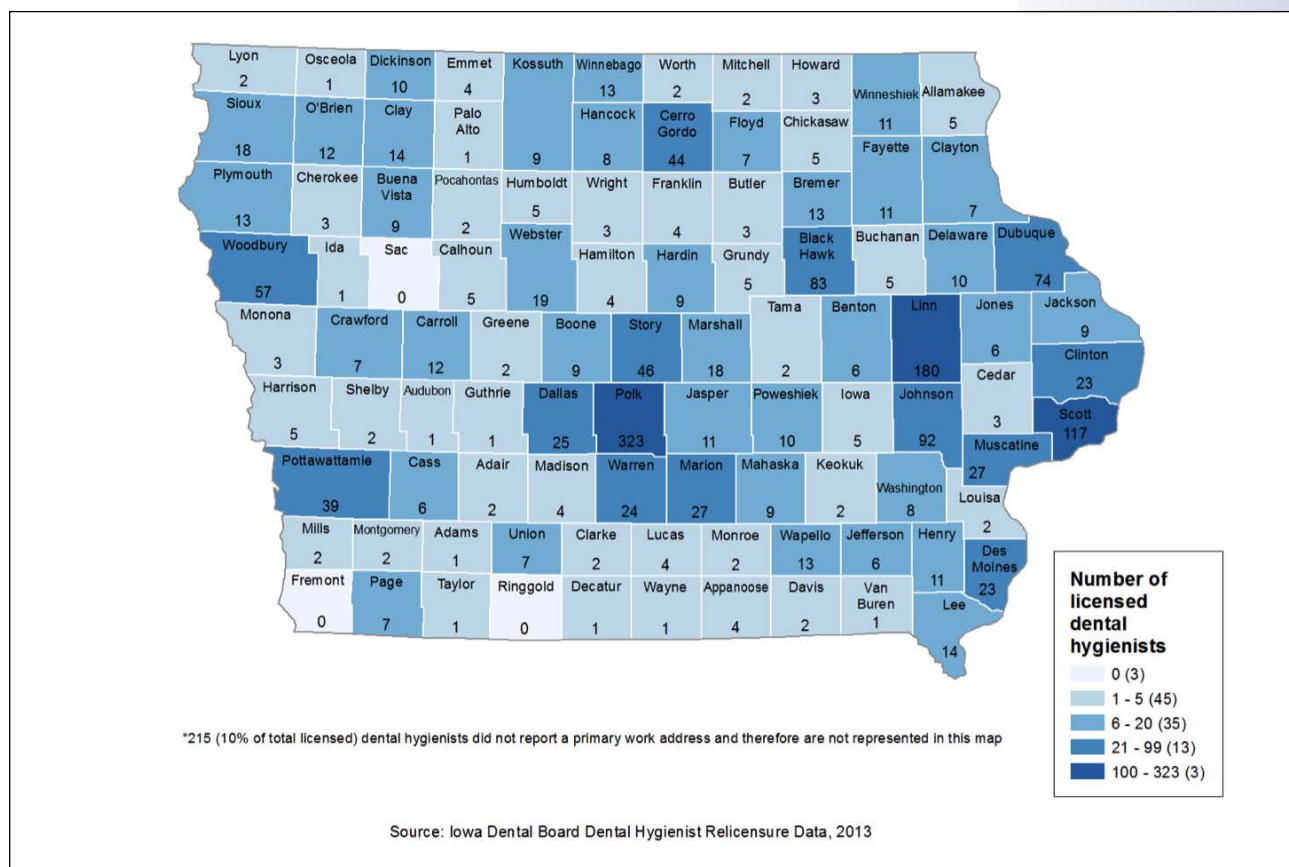 Lyon
2
Osceola
1
Dickinson
10
Emmet
4
Kossuth
9
Winnebago
13
Worth
2
Mitchell
2
Howard
3
Winneshiek
11
Allamakee
5
Sioux
18
O'Brien
12
Clay
14
Palo
Alto
1
Hancock
8
Cerro
Gordo
44
Floyd
7
Chickasaw
5
Fayette
11
Clayton
7
Plymouth
13
Cherokee
3
Buena
Vista
9
Pocahontas
2
Humboldt
5
Wright
3
Franklin
4
Butler
3
Bremer
13
Woodbury
57
Ida
1
Sac
0
Calhoun
5
Webster
19
Hamilton
4
Hardin
9
Grundy
5
Black
Hawk
83
Buchanan
5
Delaware
10
Dubuque
74
Monona
3
Crawford
7
Carroll
12
Greene
2
Boone
9
Story
46
Marshall
18
Tama
2
Benton
6
Linn
180
Jones
6
Jackson
9
Clinton
23
Harrison
5
Shelby
2
Audubon
1
Guthrie
1
Dallas
25
Polk
323
Jasper
11
Poweshiek
10
Iowa
5
Johnson
92
Cedar
3
Scott
117
Muscatine
27
Pottawattamie
39
Cass
6
Adair
2
Madison
4
Warren
24
Marion
27
Mahaska
9
Keokuk
2
Washington
8
Louisa
2
Mills
2
Montgomery
2
Adams
1
Union
7
Clarke
2
Lucas
4
Monroe
2
Wapello
13
Jefferson
6
Henry
11
Des
Moines
23
Fremont
0
Page
7
Taylor
1
Ringgold
0
Decatur
1
Wayne
1
Appanoose
4
Davis
2
Van
Buren
1
Lee
14
Number of
licensed
dental
hygienists
0 (3)
1 - 5 (45)
6 - 20 (35)
21 - 99 (13)
100 - 323 (3)
*215 (10% of total licensed) dental hygienists did not report a primary work address and therefore are not represented in this map
Source: Iowa Dental Board Dental Hygienist Relicensure Data, 2013